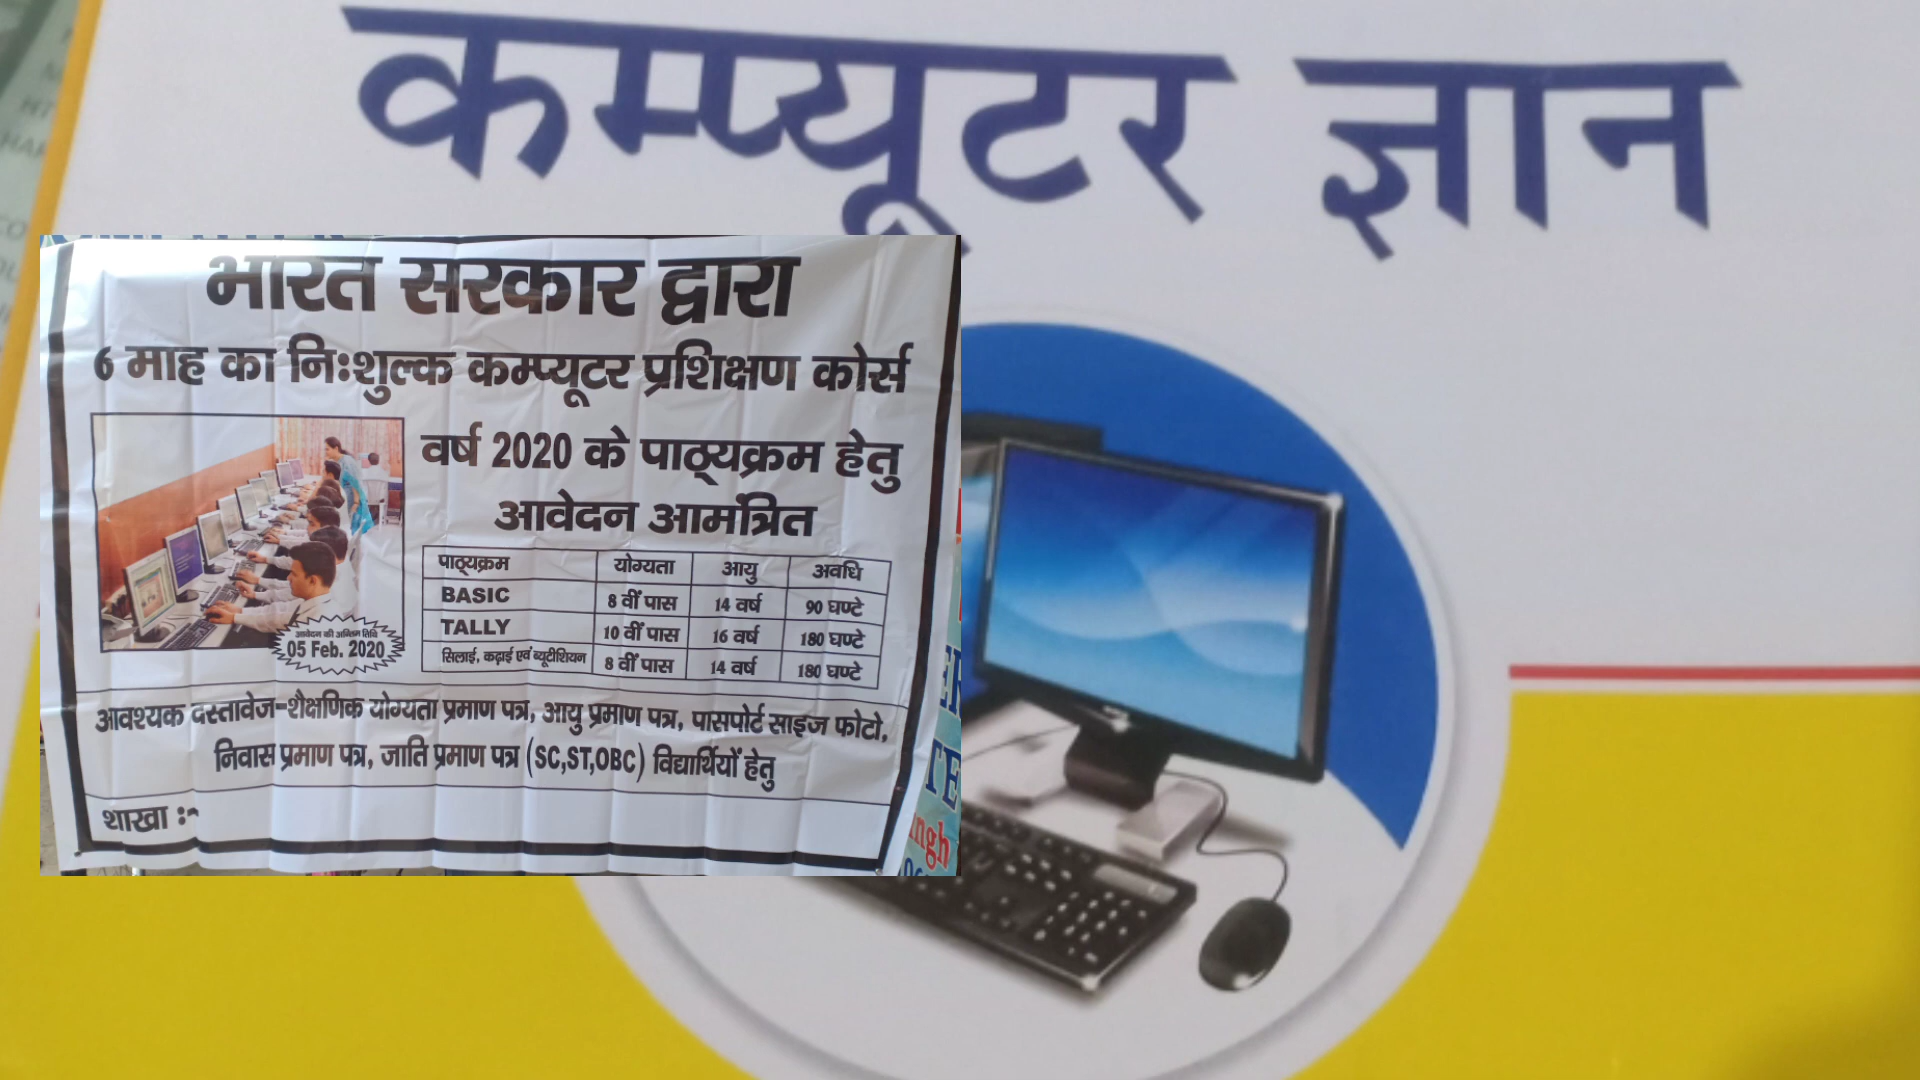 कम्प्यूटर ज्ञान
भारत सरकार द्वारा
6 माह का निःशुल्क कम्प्यूटर प्रशिक्षण कोर्स
वर्ष 2020 के पाठ्यक्रम हेतु
आवेदन आमंत्रित
पाठ्यक्रम योग्यता आयु अवधि
BASIC 8 वीं पास 14 वर्ष 90 घण्टे
TALLY 10 वीं पास 16 वर्ष 180 घण्टे
सिलाई, कढ़ाई एवं ब्यूटीशियन 8 वीं पास 14 वर्ष 180 घण्टे
आवेदन की अन्तिम तिथि
05 Feb. 2020
आवश्यक दस्तावेज-शैक्षणिक योग्यता प्रमाण पत्र, आयु प्रमाण पत्र, पासपोर्ट साइज फोटो,
निवास प्रमाण पत्र, जाति प्रमाण पत्र (SC,ST,OBC) विद्यार्थियों हेतु
शाखा :-